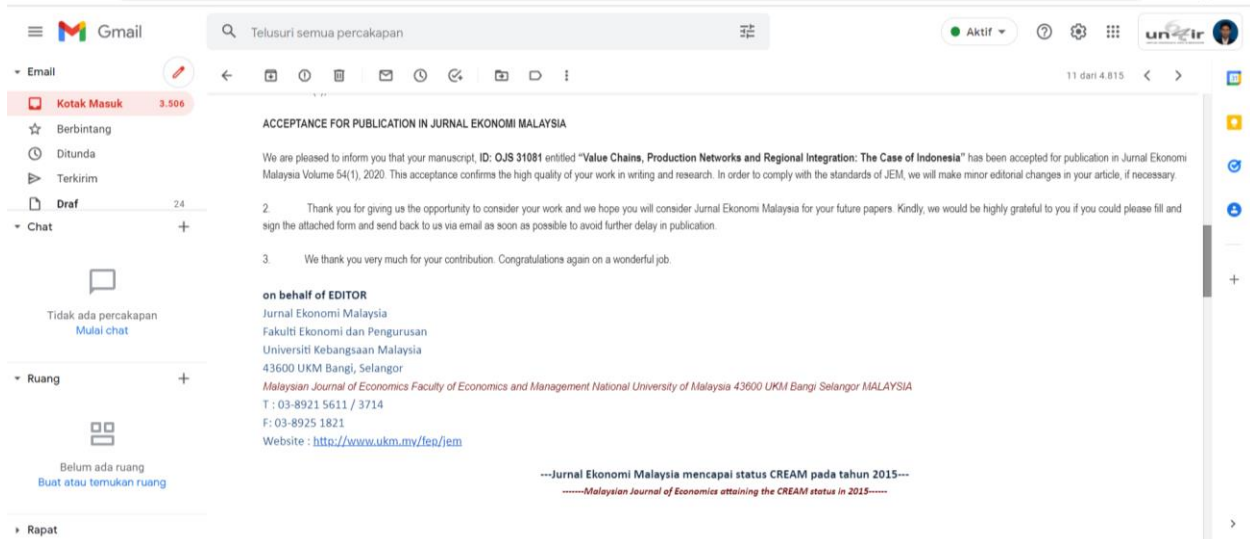 Gmail
Telusuri semua percakapan
Aktif
Email
11 dari 4.815
Kotak Masuk 3.506
Berbintang
Ditunda
Terkirim
Draf 24
Chat
Tidak ada percakapan
Mulai chat
Ruang
Belum ada ruang
Buat atau temukan ruang
Rapat
ACCEPTANCE FOR PUBLICATION IN JURNAL EKONOMI MALAYSIA
We are pleased to inform you that your manuscript, ID: OJS 31081 entitled “Value Chains, Production Networks and Regional Integration: The Case of Indonesia” has been accepted for publication in Jurnal Ekonomi
Malaysia Volume 54(1), 2020. This acceptance confirms the high quality of your work in writing and research. In order to comply with the standards of JEM, we will make minor editorial changes in your article, if necessary.
2. Thank you for giving us the opportunity to consider your work and we hope you will consider Jurnal Ekonomi Malaysia for your future papers. Kindly, we would be highly grateful to you if you could please fill and
sign the attached form and send back to us via email as soon as possible to avoid further delay in publication.
3. We thank you very much for your contribution. Congratulations again on a wonderful job.
on behalf of EDITOR
Jurnal Ekonomi Malaysia
Fakulti Ekonomi dan Pengurusan
Universiti Kebangsaan Malaysia
43600 UKM Bangi, Selangor
Malaysian Journal of Economics Faculty of Economics and Management National University of Malaysia 43600 UKM Bangi Selangor MALAYSIA
T : 03-8921 5611 / 3714
F: 03-8925 1821
Website : http://www.ukm.my/fep/jem
---Jurnal Ekonomi Malaysia mencapai status CREAM pada tahun 2015---
-------Malaysian Journal of Economics attaining the CREAM status in 2015------